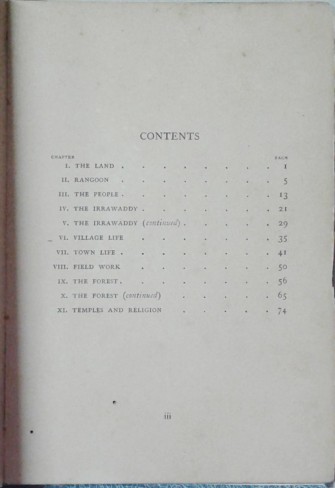 CONTENTS
CHAPTER PAGE
I. THE LAND . . . . . . . . 1
II. RANGOON . . . . . . . 5
III. THE PEOPLE . . . . . . . . 13
IV. THE IRRAWADDY . . . . . . . 21
V. THE IRRAWADDY (continued) . . . . . 29
VI. VILLAGE LIFE . . . . . . . 35
VII. TOWN LIFE . . . . . . . . 41
VIII. FIELD WORK . . . . . . . 50
IX. THE FOREST . . . . . . . . 56
X. THE FOREST (continued) . . . . . . 65
XI. TEMPLES AND RELIGION . . . . . 74
iii